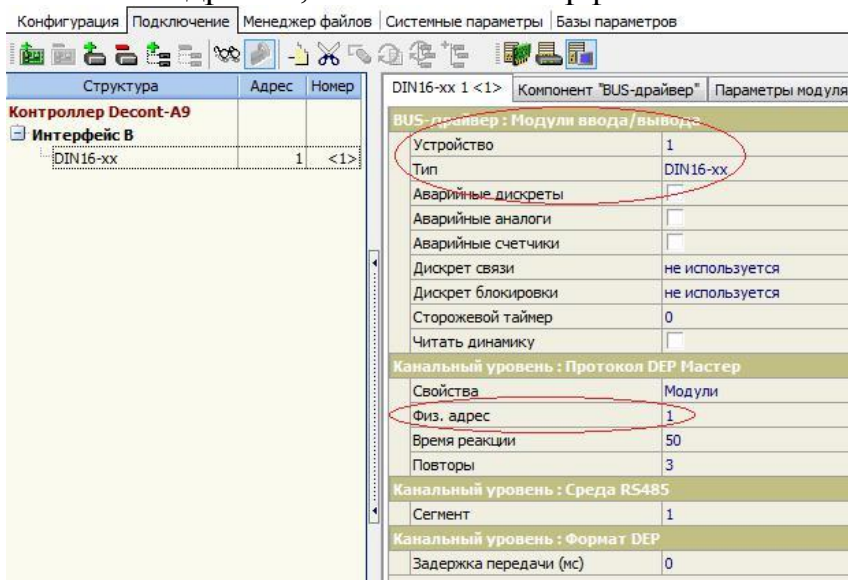 Конфигурация Подключение Менеджер файлов Системные параметры Базы параметров
Структура Адрес Номер
Контроллер Decont-A9
Интерфейс B
DIN16-xx 1 <1>
DIN16-xx 1 <1> Компонент "BUS-драйвер" Параметры модуля
BUS-драйвер : Модули ввода/вывода
Устройство 1
Тип DIN16-xx
Аварийные дискреты
Аварийные аналоги
Аварийные счетчики
Дискрет связи не используется
Дискрет блокировки не используется
Сторожевой таймер 0
Читать динамику
Канальный уровень : Протокол DEP Мастер
Свойства Модули
Физ. адрес 1
Время реакции 50
Повторы 3
Канальный уровень : Среда RS485
Сегмент 1
Канальный уровень : Формат DEP
Задержка передачи (мс) 0